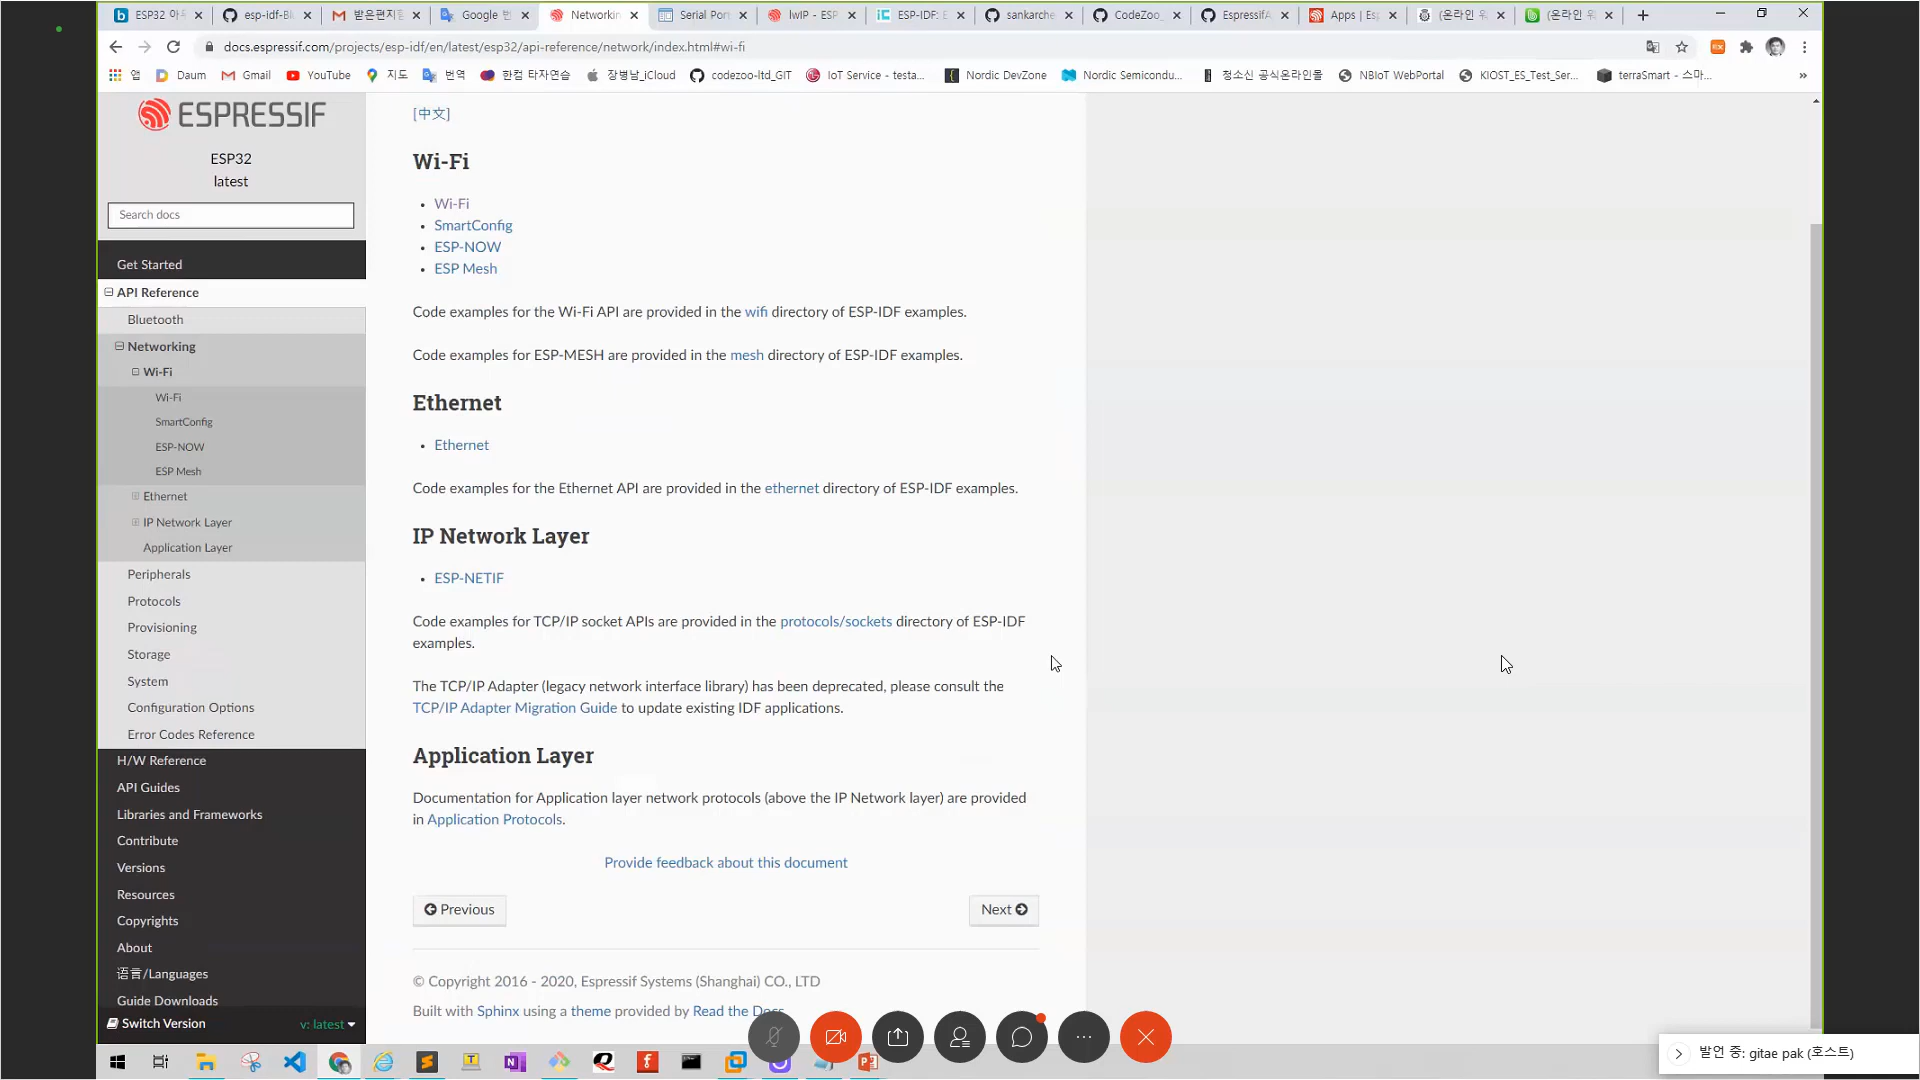 ESP32 아두
esp-idf-Bl
받은편지함
Google 번
Networkin
Serial Port
lwIP - ESP
ESP-IDF: E
sankarche
CodeZoo_
EspressifA
Apps | Esp
(온라인 워
(온라인 워
docs.espressif.com/projects/esp-idf/en/latest/esp32/api-reference/network/index.html#wi-fi
앱
Daum
Gmail
YouTube
지도
번역
한컴 타자연습
장병남_iCloud
codezoo-ltd_GIT
IoT Service - testa...
Nordic DevZone
Nordic Semicondu...
청소신 공식온라인몰
NBIoT WebPortal
KIOST_ES_Test_Ser...
terraSmart - 스마...
»
ESPRESSIF
ESP32
latest
Search docs
Get Started
API Reference
Bluetooth
Networking
Wi-Fi
Wi-Fi
SmartConfig
ESP-NOW
ESP Mesh
Ethernet
IP Network Layer
Application Layer
Peripherals
Protocols
Provisioning
Storage
System
Configuration Options
Error Codes Reference
H/W Reference
API Guides
Libraries and Frameworks
Contribute
Versions
Resources
Copyrights
About
语言/Languages
Guide Downloads
Switch Version
v: latest
[中文]
Wi-Fi
• Wi-Fi
• SmartConfig
• ESP-NOW
• ESP Mesh
Code examples for the Wi-Fi API are provided in the wifi directory of ESP-IDF examples.
Code examples for ESP-MESH are provided in the mesh directory of ESP-IDF examples.
Ethernet
• Ethernet
Code examples for the Ethernet API are provided in the ethernet directory of ESP-IDF examples.
IP Network Layer
• ESP-NETIF
Code examples for TCP/IP socket APIs are provided in the protocols/sockets directory of ESP-IDF
examples.
The TCP/IP Adapter (legacy network interface library) has been deprecated, please consult the
TCP/IP Adapter Migration Guide to update existing IDF applications.
Application Layer
Documentation for Application layer network protocols (above the IP Network layer) are provided
in Application Protocols.
Provide feedback about this document
Previous
Next
© Copyright 2016 - 2020, Espressif Systems (Shanghai) CO., LTD
Built with Sphinx using a theme provided by Read the Docs.
발언 중: gitae pak (호스트)